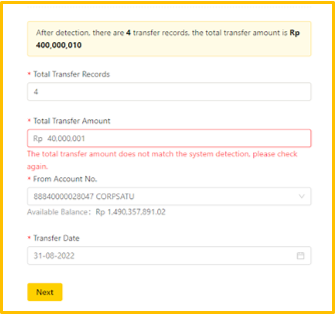 After detection, there are 4 transfer records, the total transfer amount is Rp
400,000,010
* Total Transfer Records
4
* Total Transfer Amount
Rp 40.000.001
The total transfer amount does not match the system detection, please check
again.
* From Account No.
88840000028047 CORPSATU
Available Balance: Rp 1.490.357,891.02
* Transfer Date
31-08-2022
Next